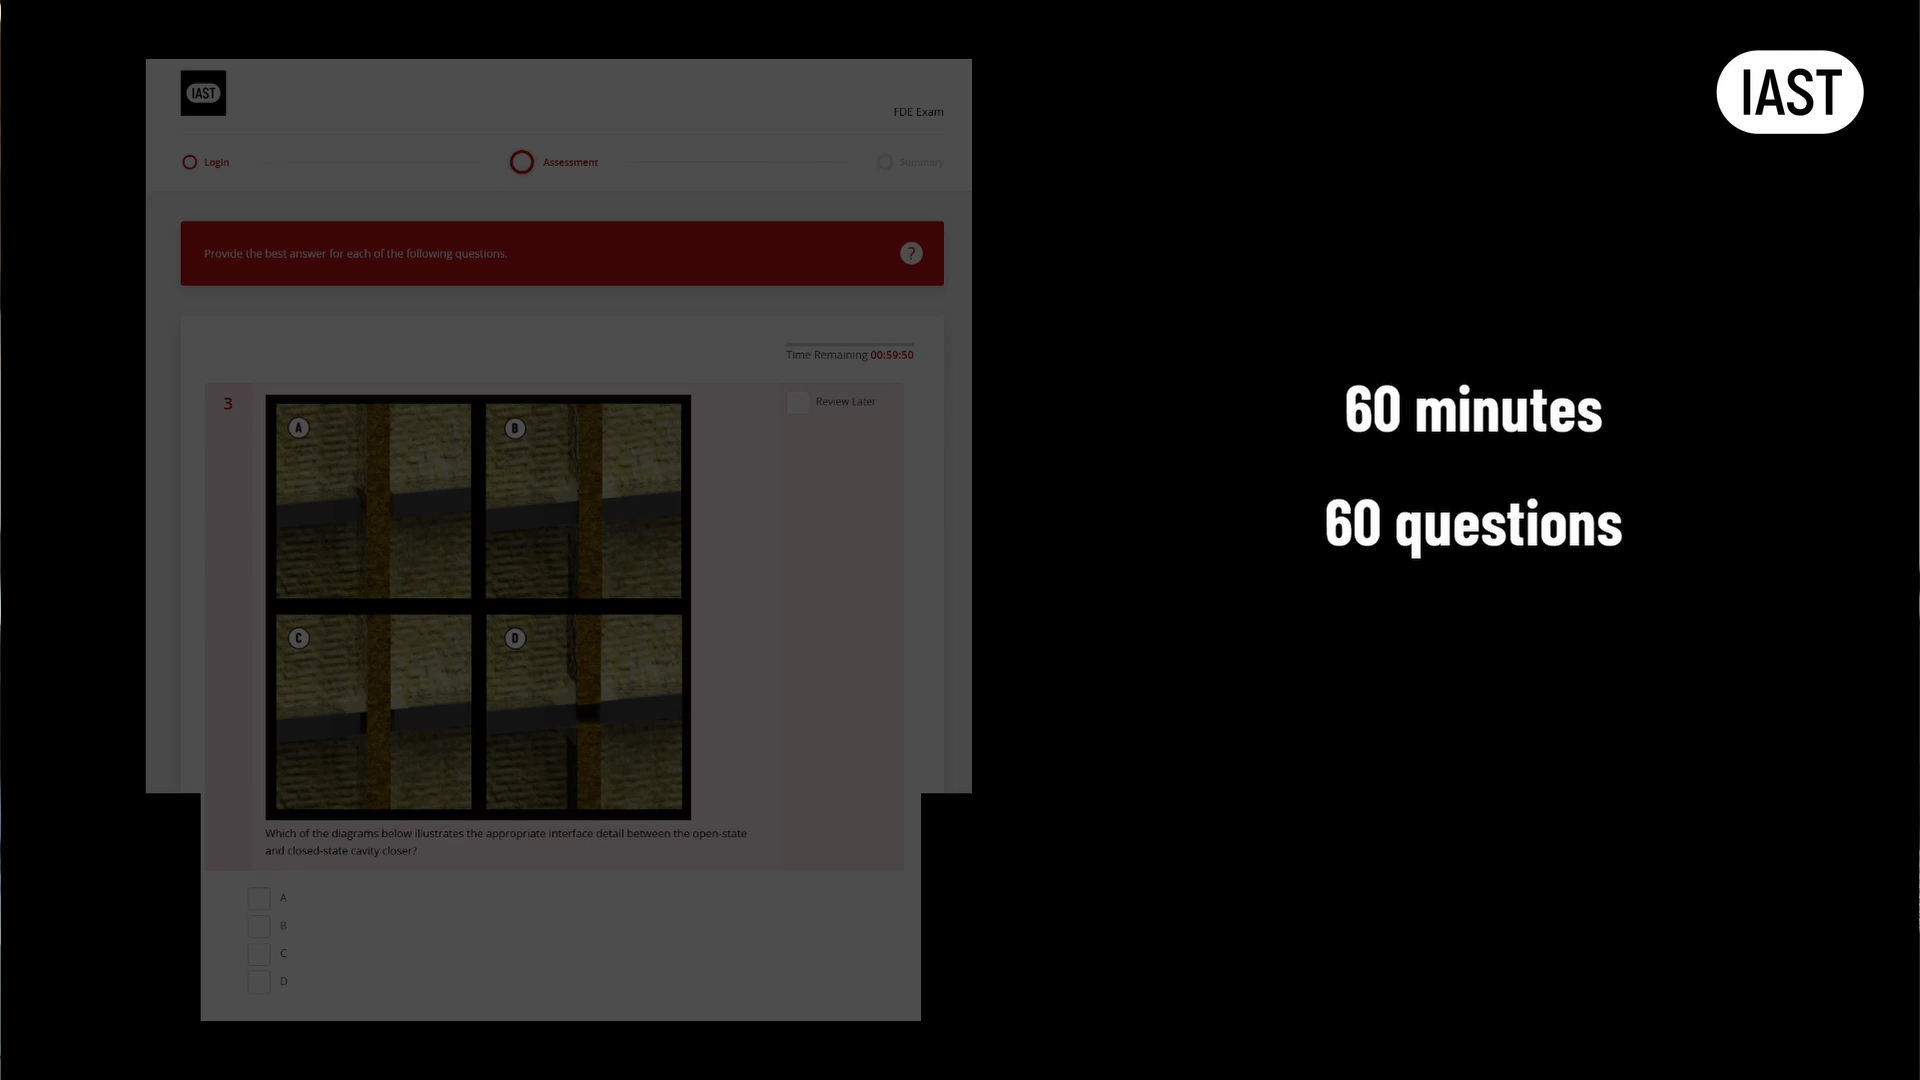 IAST
FDE Exam
Login
Assessment
Summary
Provide the best answer for each of the following questions.
?
Time Remaining 00:59:50
3
Review Later
A
B
C
D
Which of the diagrams below illustrates the appropriate interface detail between the open-state
and closed-state cavity closer?
A
B
C
D
IAST
60 minutes
60 questions